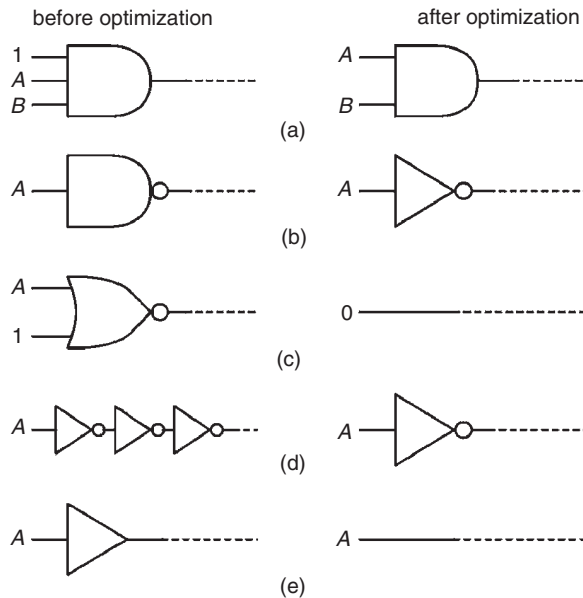 before optimization after optimization
1 A
A
B B
(a)
A A
(b)
A
1 0
(c)
A A
(d)
A A
(e)